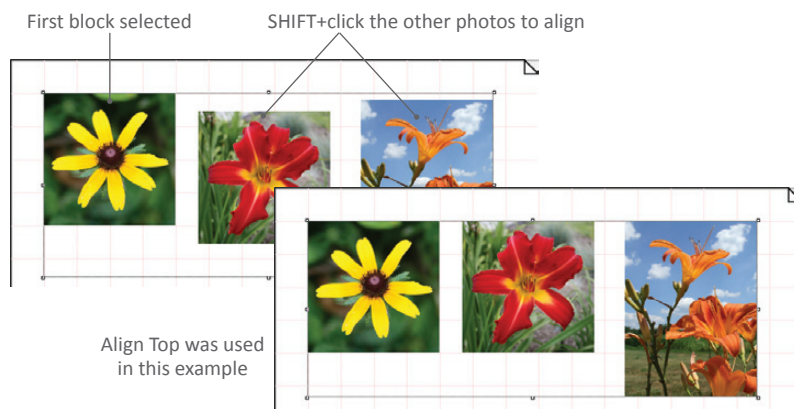 First block selected
SHIFT+click the other photos to align
Align Top was used
in this example